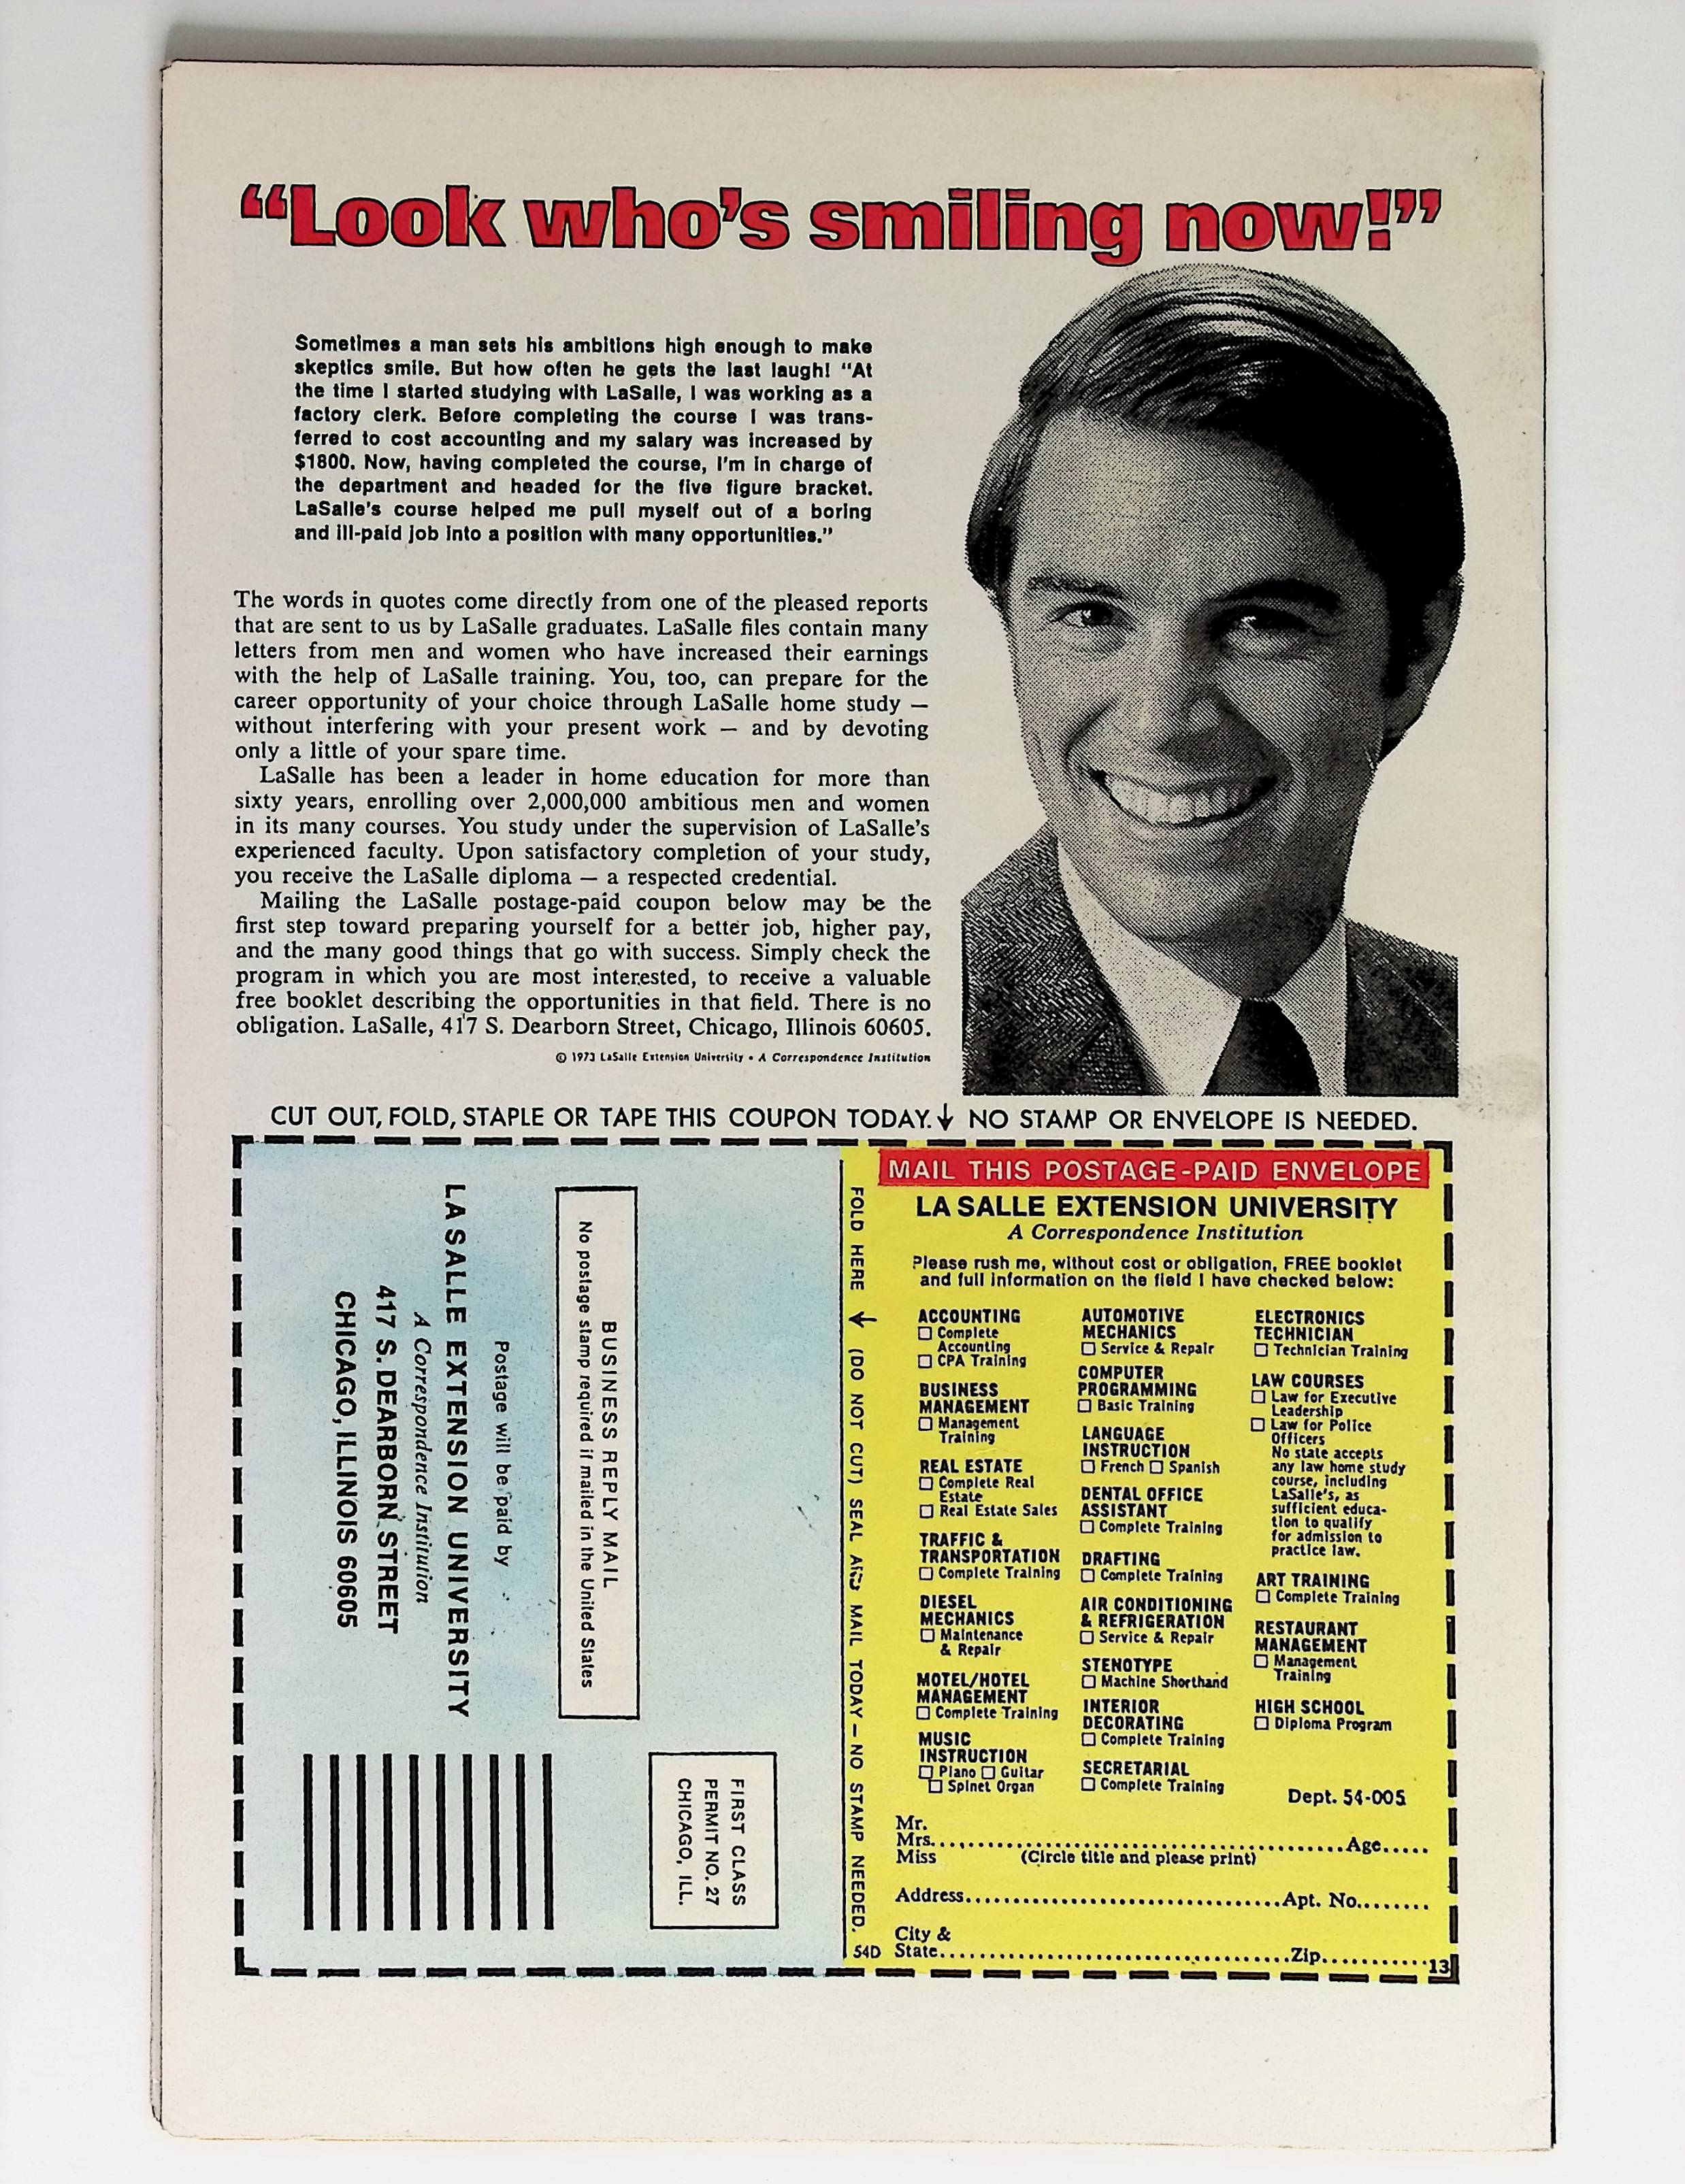 “Look who’s smiling now!”
Sometimes a man sets his ambitions high enough to make
skeptics smile. But how often he gets the last laugh! “At
the time I started studying with LaSalle, I was working as a
factory clerk. Before completing the course I was trans-
ferred to cost accounting and my salary was increased by
$1800. Now, having completed the course, I’m in charge of
the department and headed for the five figure bracket.
LaSalle’s course helped me pull myself out of a boring
and ill-paid job into a position with many opportunities.”
The words in quotes come directly from one of the pleased reports
that are sent to us by LaSalle graduates. LaSalle files contain many
letters from men and women who have increased their earnings
with the help of LaSalle training. You, too, can prepare for the
career opportunity of your choice through LaSalle home study —
without interfering with your present work — and by devoting
only a little of your spare time.
LaSalle has been a leader in home education for more than
sixty years, enrolling over 2,000,000 ambitious men and women
in its many courses. You study under the supervision of LaSalle’s
experienced faculty. Upon satisfactory completion of your study,
you receive the LaSalle diploma — a respected credential.
Mailing the LaSalle postage-paid coupon below may be the
first step toward preparing yourself for a better job, higher pay,
and the many good things that go with success. Simply check the
program in which you are most interested, to receive a valuable
free booklet describing the opportunities in that field. There is no
obligation. LaSalle, 417 S. Dearborn Street, Chicago, Illinois 60605.
© 1973 LaSalle Extension University • A Correspondence Institution
CUT OUT, FOLD, STAPLE OR TAPE THIS COUPON TODAY.↓ NO STAMP OR ENVELOPE IS NEEDED.
FIRST CLASS
PERMIT NO. 27
CHICAGO, ILL.
BUSINESS REPLY MAIL
No postage stamp required if mailed in the United States
Postage will be paid by
LA SALLE EXTENSION UNIVERSITY
A Correspondence Institution
417 S. DEARBORN STREET
CHICAGO, ILLINOIS 60605
FOLD HERE ↓ (DO NOT CUT) SEAL AND MAIL TODAY — NO STAMP NEEDED.
54D
MAIL THIS POSTAGE-PAID ENVELOPE
LA SALLE EXTENSION UNIVERSITY
A Correspondence Institution
Please rush me, without cost or obligation, FREE booklet
and full information on the field I have checked below:
ACCOUNTING
☐ Complete
Accounting
☐ CPA Training
BUSINESS
MANAGEMENT
☐ Management
Training
REAL ESTATE
☐ Complete Real
Estate
☐ Real Estate Sales
TRAFFIC &
TRANSPORTATION
☐ Complete Training
DIESEL
MECHANICS
☐ Maintenance
& Repair
MOTEL/HOTEL
MANAGEMENT
☐ Complete Training
MUSIC
INSTRUCTION
☐ Piano ☐ Guitar
☐ Spinet Organ
AUTOMOTIVE
MECHANICS
☐ Service & Repair
COMPUTER
PROGRAMMING
☐ Basic Training
LANGUAGE
INSTRUCTION
☐ French ☐ Spanish
DENTAL OFFICE
ASSISTANT
☐ Complete Training
DRAFTING
☐ Complete Training
AIR CONDITIONING
& REFRIGERATION
☐ Service & Repair
STENOTYPE
☐ Machine Shorthand
INTERIOR
DECORATING
☐ Complete Training
SECRETARIAL
☐ Complete Training
ELECTRONICS
TECHNICIAN
☐ Technician Training
LAW COURSES
☐ Law for Executive
Leadership
☐ Law for Police
Officers
No state accepts
any law home study
course, including
LaSalle’s, as
sufficient educa-
tion to qualify
for admission to
practice law.
ART TRAINING
☐ Complete Training
RESTAURANT
MANAGEMENT
☐ Management
Training
HIGH SCHOOL
☐ Diploma Program
Dept. 54-005
Mr.
Mrs. Age
Miss (Circle title and please print)
Address Apt. No.
City &
State Zip
13